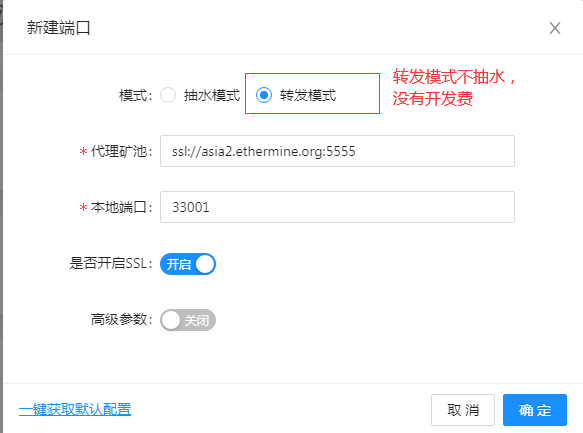 新建端口
模式: 抽水模式 转发模式
转发模式不抽水，
没有开发费
* 代理矿池: ssl://asia2.ethermine.org:5555
* 本地端口: 33001
是否开启SSL: 开启
高级参数: 关闭
一键获取默认配置 取 消 确 定